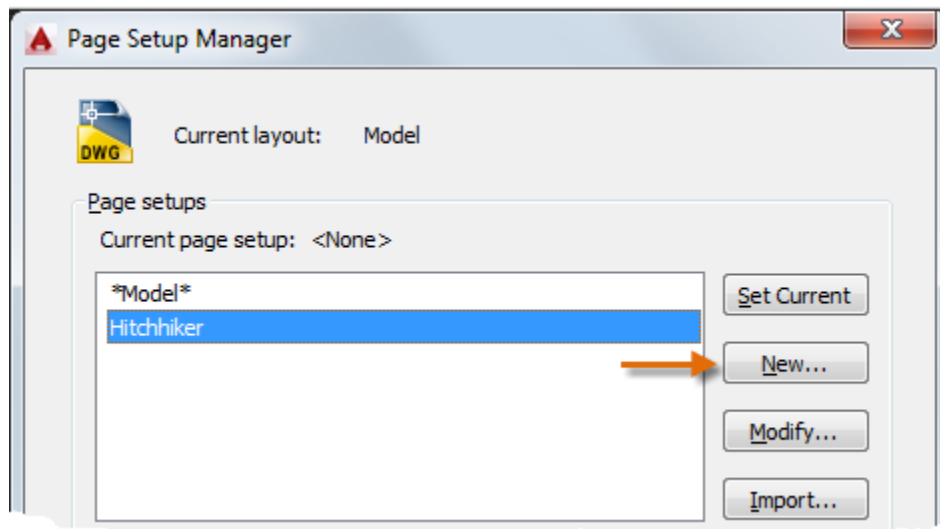 Page Setup Manager
DWG
Current layout: Model
Page setups
Current page setup: <None>
*Model*
Hitchhiker
Set Current
New...
Modify...
Import...